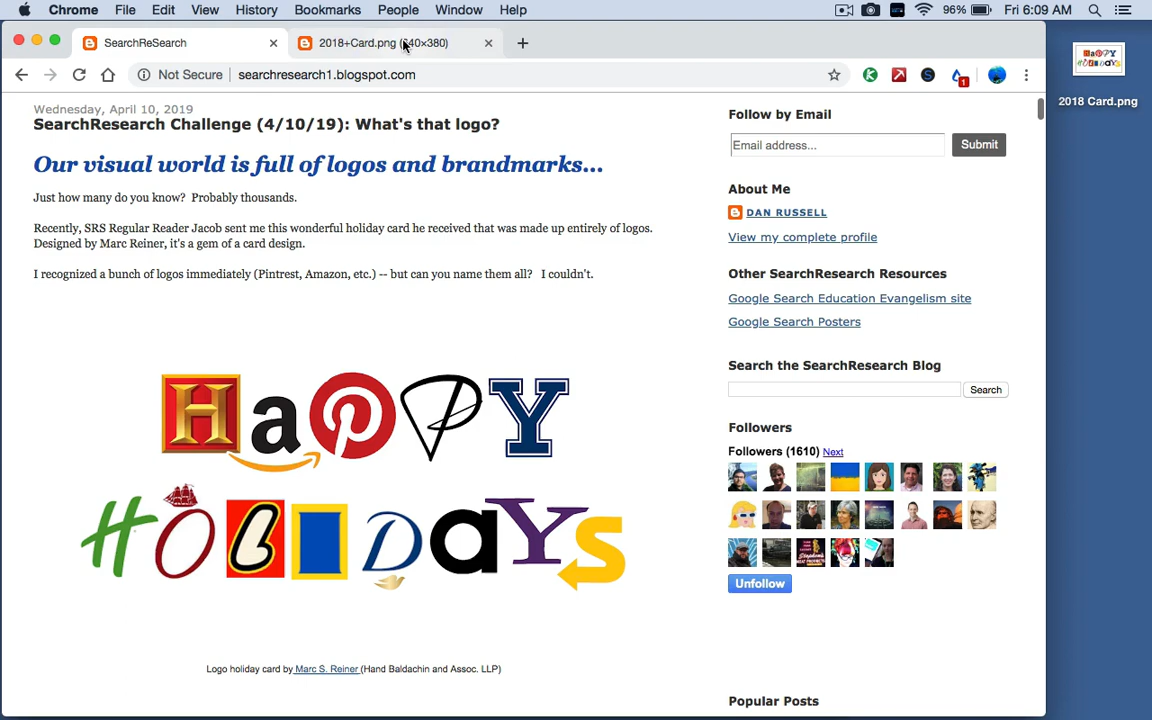 Chrome File Edit View History Bookmarks People Window Help 96% Fri 6:09 AM
SearchReSearch 2018+Card.png (640×380)
Not Secure searchresearch1.blogspot.com 1
2018 Card.png
Wednesday, April 10, 2019
SearchResearch Challenge (4/10/19): What's that logo?
Our visual world is full of logos and brandmarks...
Just how many do you know? Probably thousands.
Recently, SRS Regular Reader Jacob sent me this wonderful holiday card he received that was made up entirely of logos.
Designed by Marc Reiner, it's a gem of a card design.
I recognized a bunch of logos immediately (Pintrest, Amazon, etc.) -- but can you name them all? I couldn't.
HaPPY
HOLIDaYS
Logo holiday card by Marc S. Reiner (Hand Baldachin and Assoc. LLP)
Follow by Email
Email address... Submit
About Me
DAN RUSSELL
View my complete profile
Other SearchResearch Resources
Google Search Education Evangelism site
Google Search Posters
Search the SearchResearch Blog
Search
Followers
Followers (1610) Next
Unfollow
Popular Posts